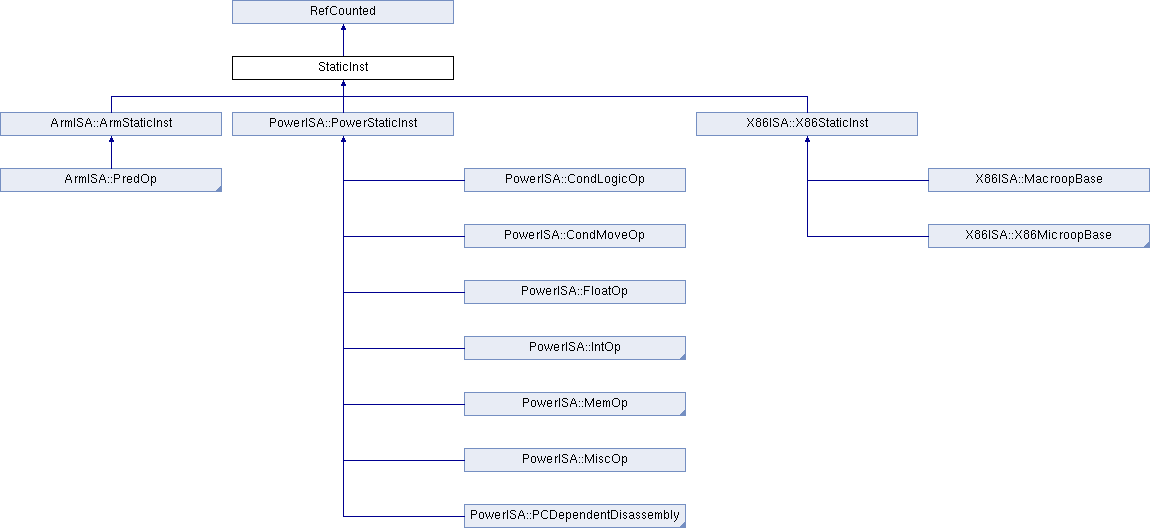 RefCounted
StaticInst
ArmISA::ArmStaticInst
PowerISA::PowerStaticInst
X86ISA::X86StaticInst
ArmISA::PredOp
PowerISA::CondLogicOp
X86ISA::MacroopBase
PowerISA::CondMoveOp
X86ISA::X86MicroopBase
PowerISA::FloatOp
PowerISA::IntOp
PowerISA::MemOp
PowerISA::MiscOp
PowerISA::PCDependentDisassembly